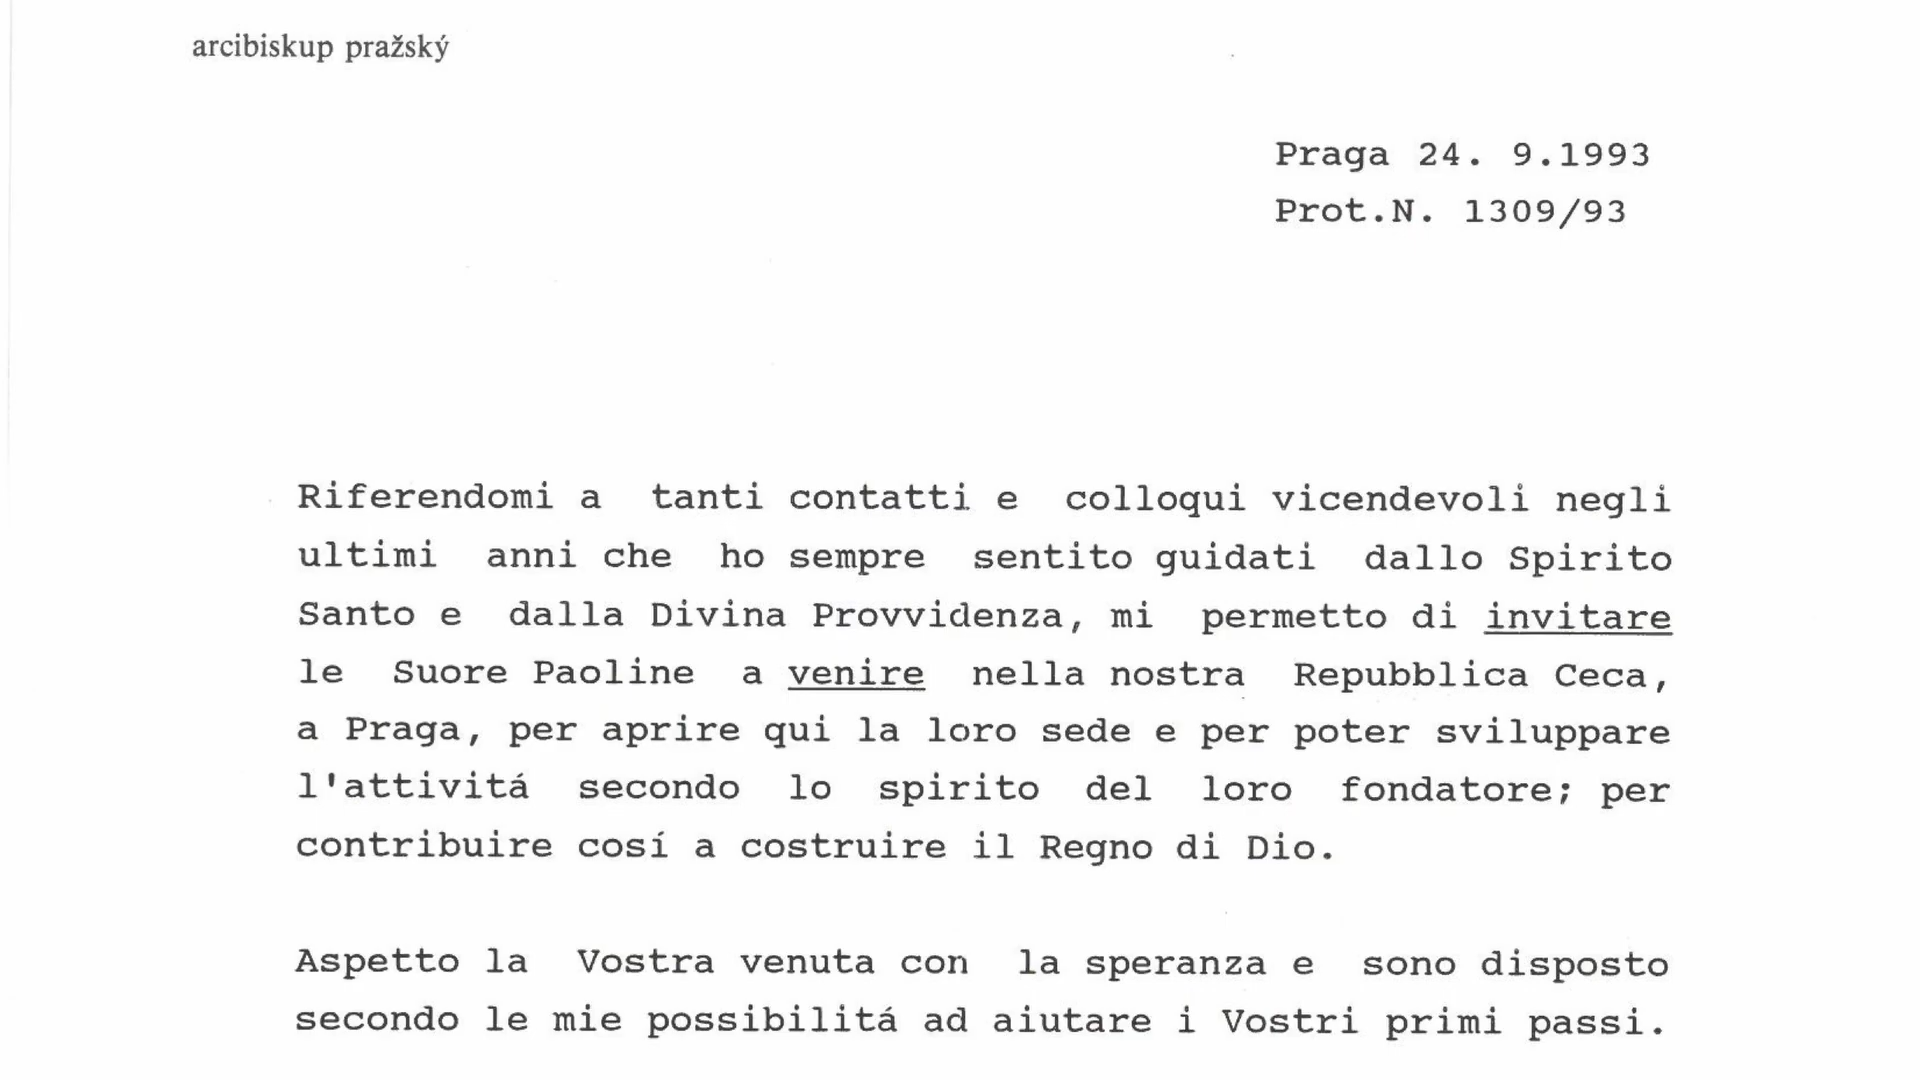 arcibiskup pražský
Praga 24. 9.1993
Prot.N. 1309/93
Riferendomi a tanti contatti e colloqui vicendevoli negli
ultimi anni che ho sempre sentito guidati dallo Spirito
Santo e dalla Divina Provvidenza, mi permetto di invitare
le Suore Paoline a venire nella nostra Repubblica Ceca,
a Praga, per aprire qui la loro sede e per poter sviluppare
l'attivitá secondo lo spirito del loro fondatore; per
contribuire cosí a costruire il Regno di Dio.
Aspetto la Vostra venuta con la speranza e sono disposto
secondo le mie possibilitá ad aiutare i Vostri primi passi.